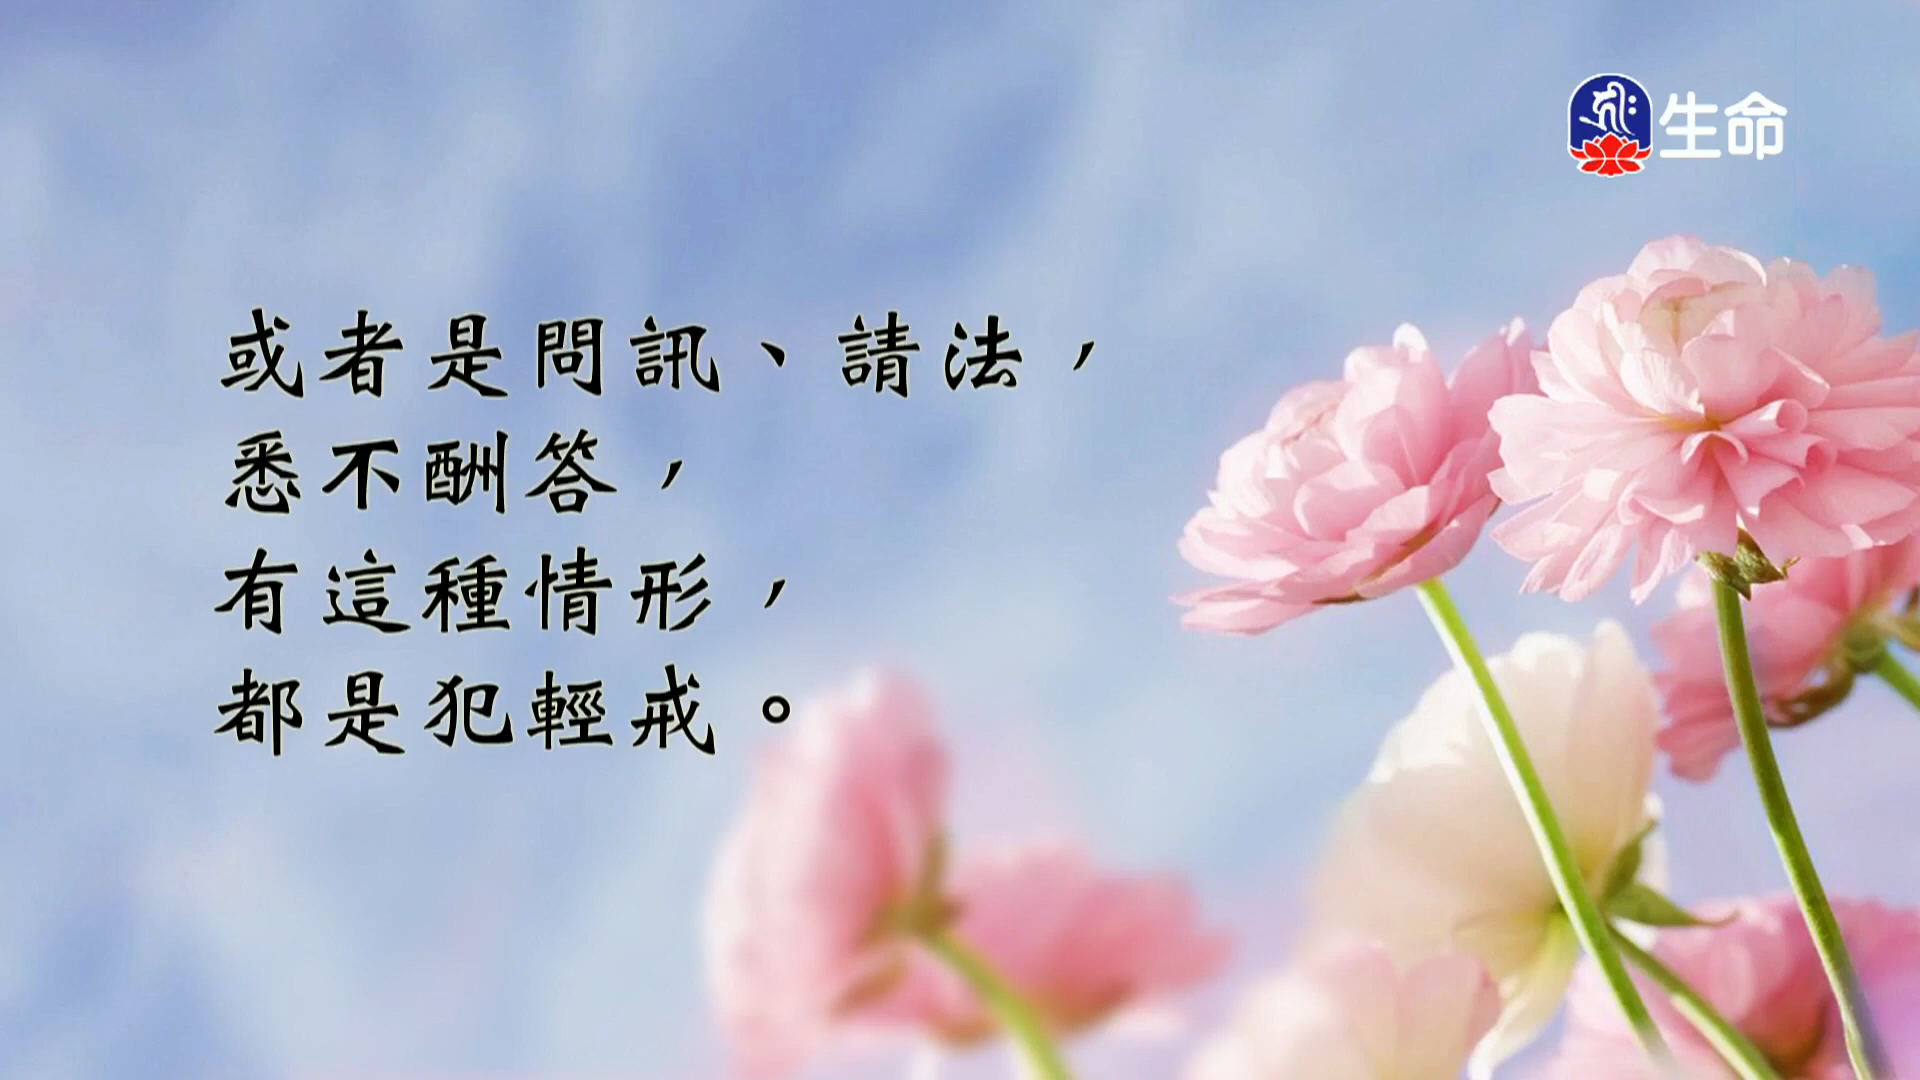 生命
或者是問訊、請法，
悉不酬答，
有這種情形，
都是犯輕戒。